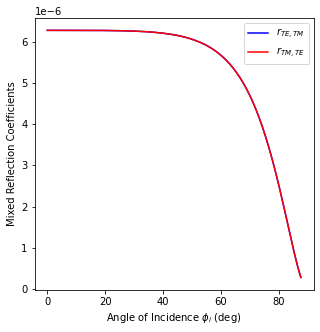 1e−6
r_{TE,TM}
r_{TM,TE}
6
5
4
3
2
1
0
Mixed Reflection Coefficients
0 20 40 60 80
Angle of Incidence ϕ_i (deg)